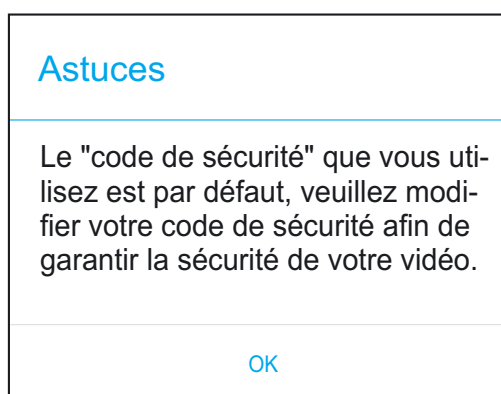 Astuces
Le "code de sécurité" que vous uti-
lisez est par défaut, veuillez modi-
fier votre code de sécurité afin de
garantir la sécurité de votre vidéo.
OK